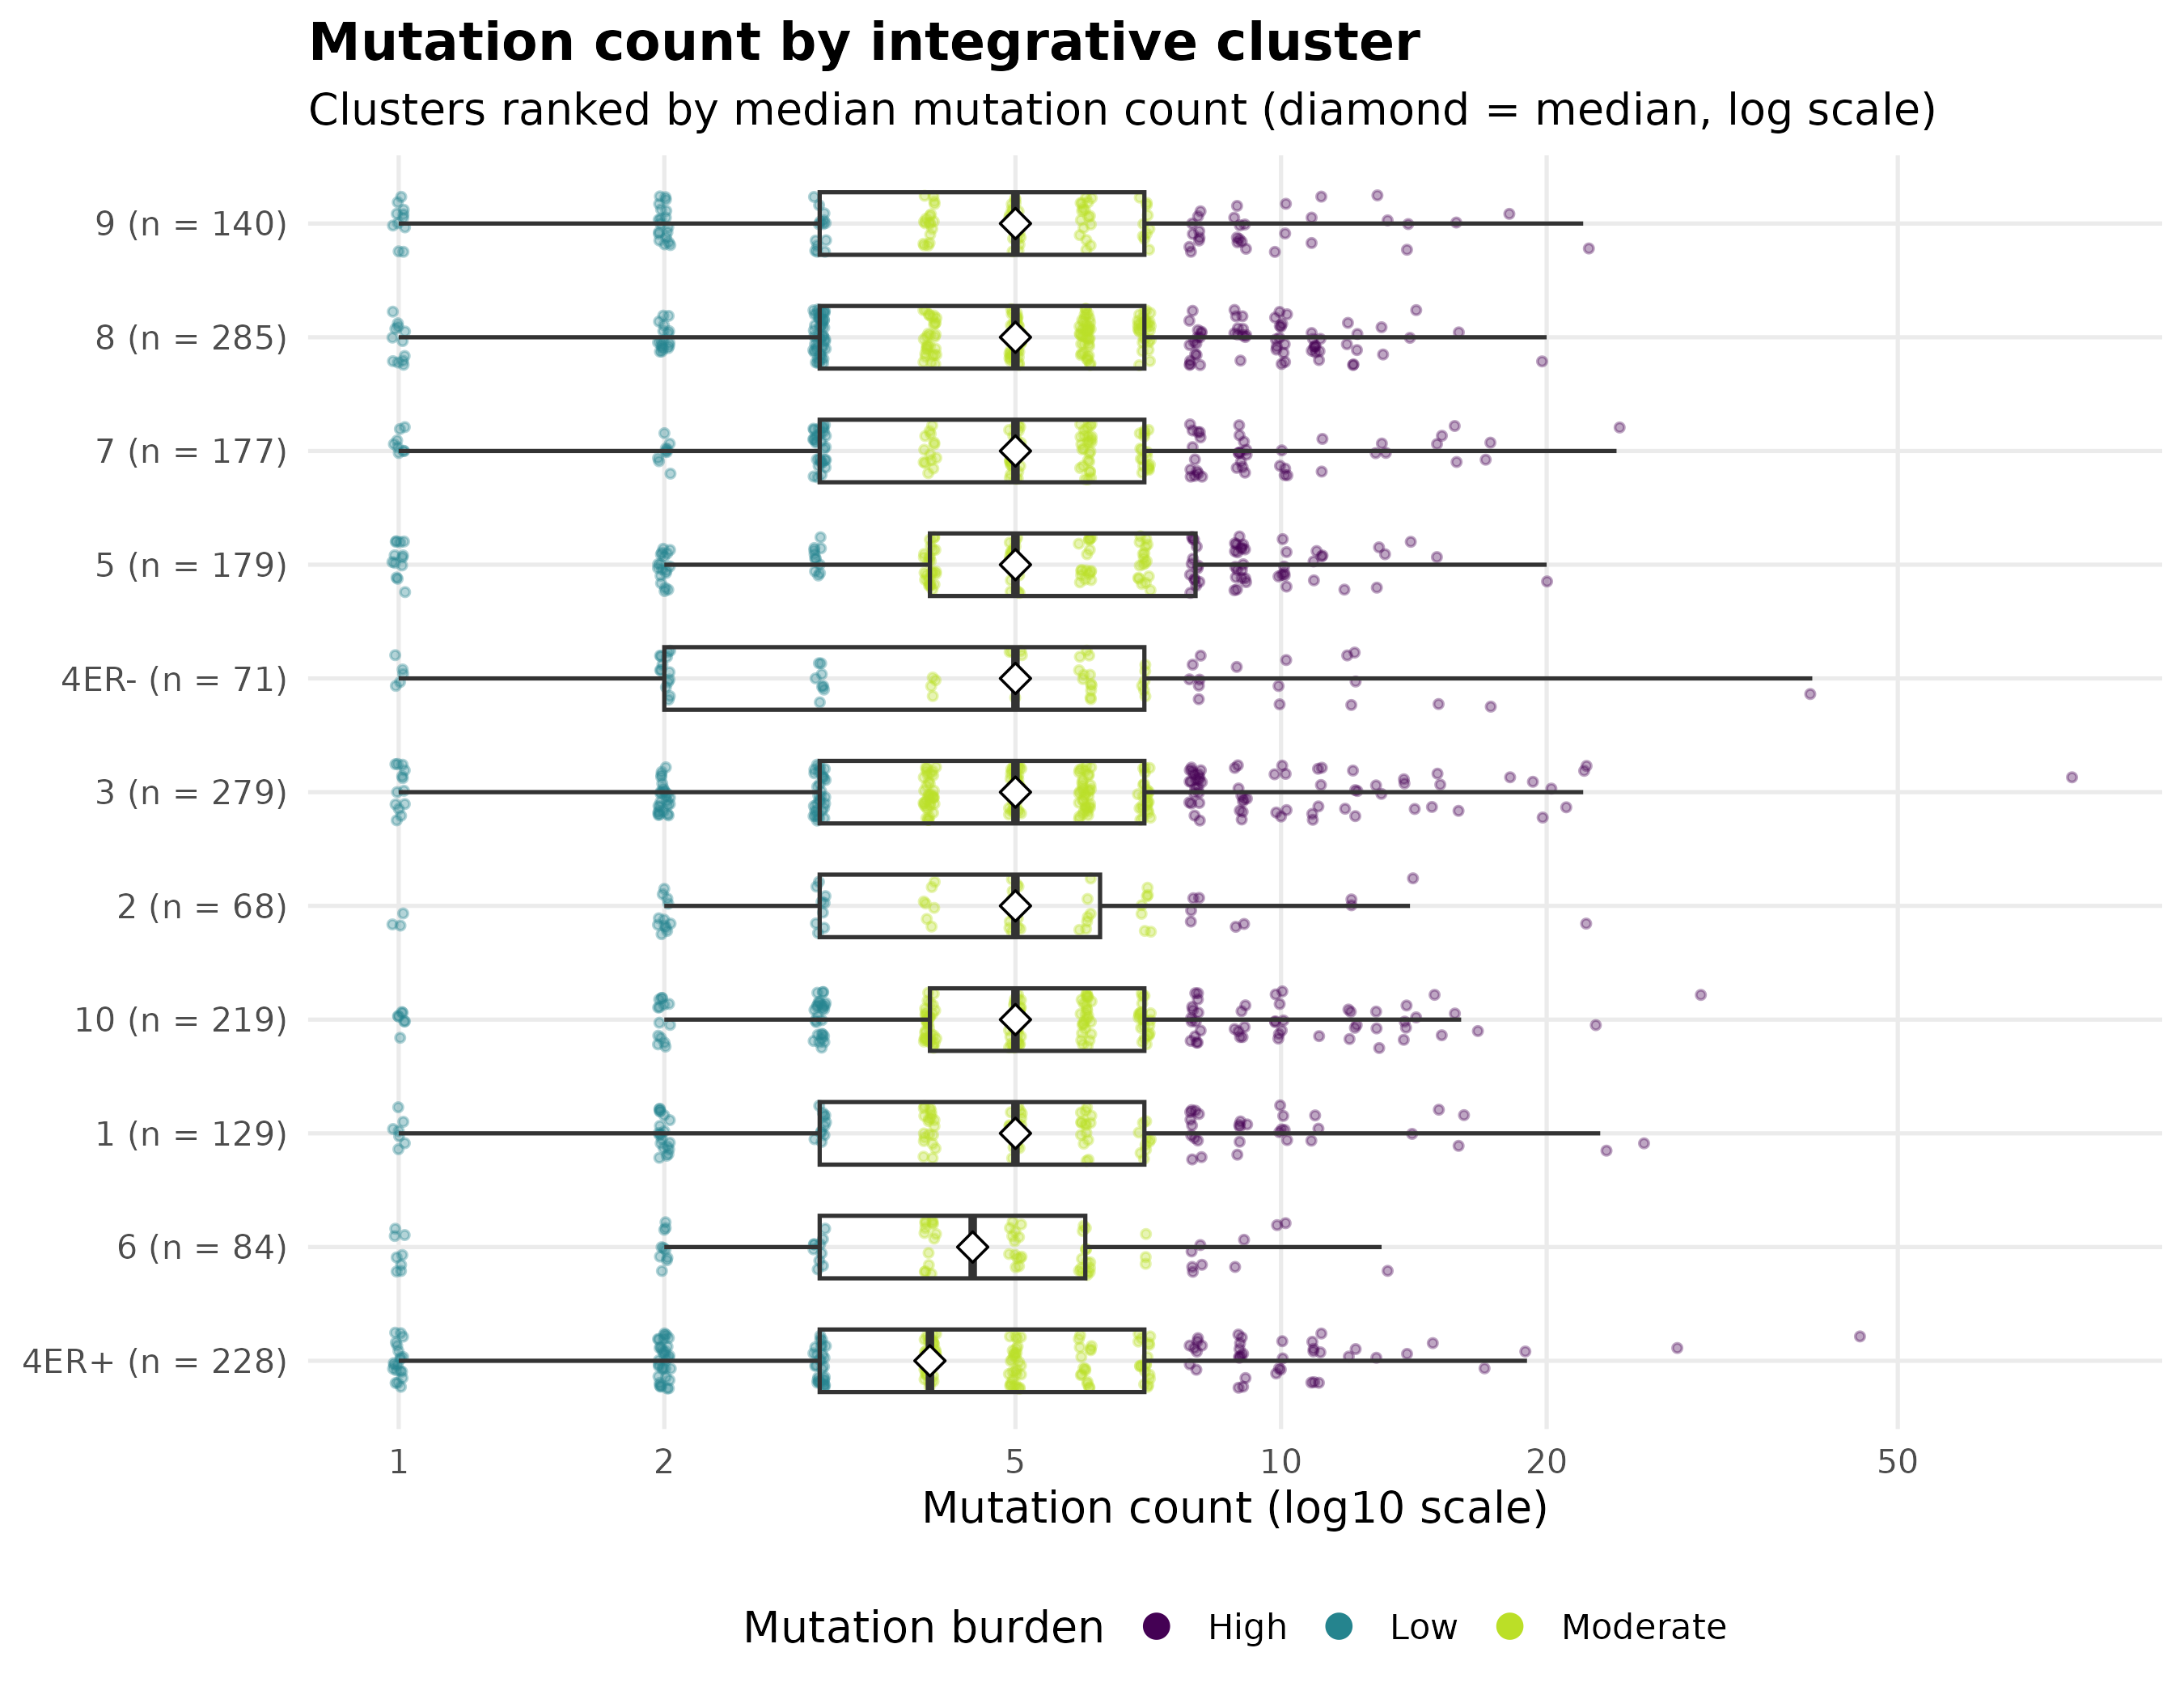 Mutation count by integrative cluster
Clusters ranked by median mutation count (diamond = median, log scale)
9 (n = 140)
8 (n = 285)
7 (n = 177)
5 (n = 179)
4ER- (n = 71)
3 (n = 279)
2 (n = 68)
10 (n = 219)
1 (n = 129)
6 (n = 84)
4ER+ (n = 228)
1 2 5 10 20 50
Mutation count (log10 scale)
Mutation burden High Low Moderate